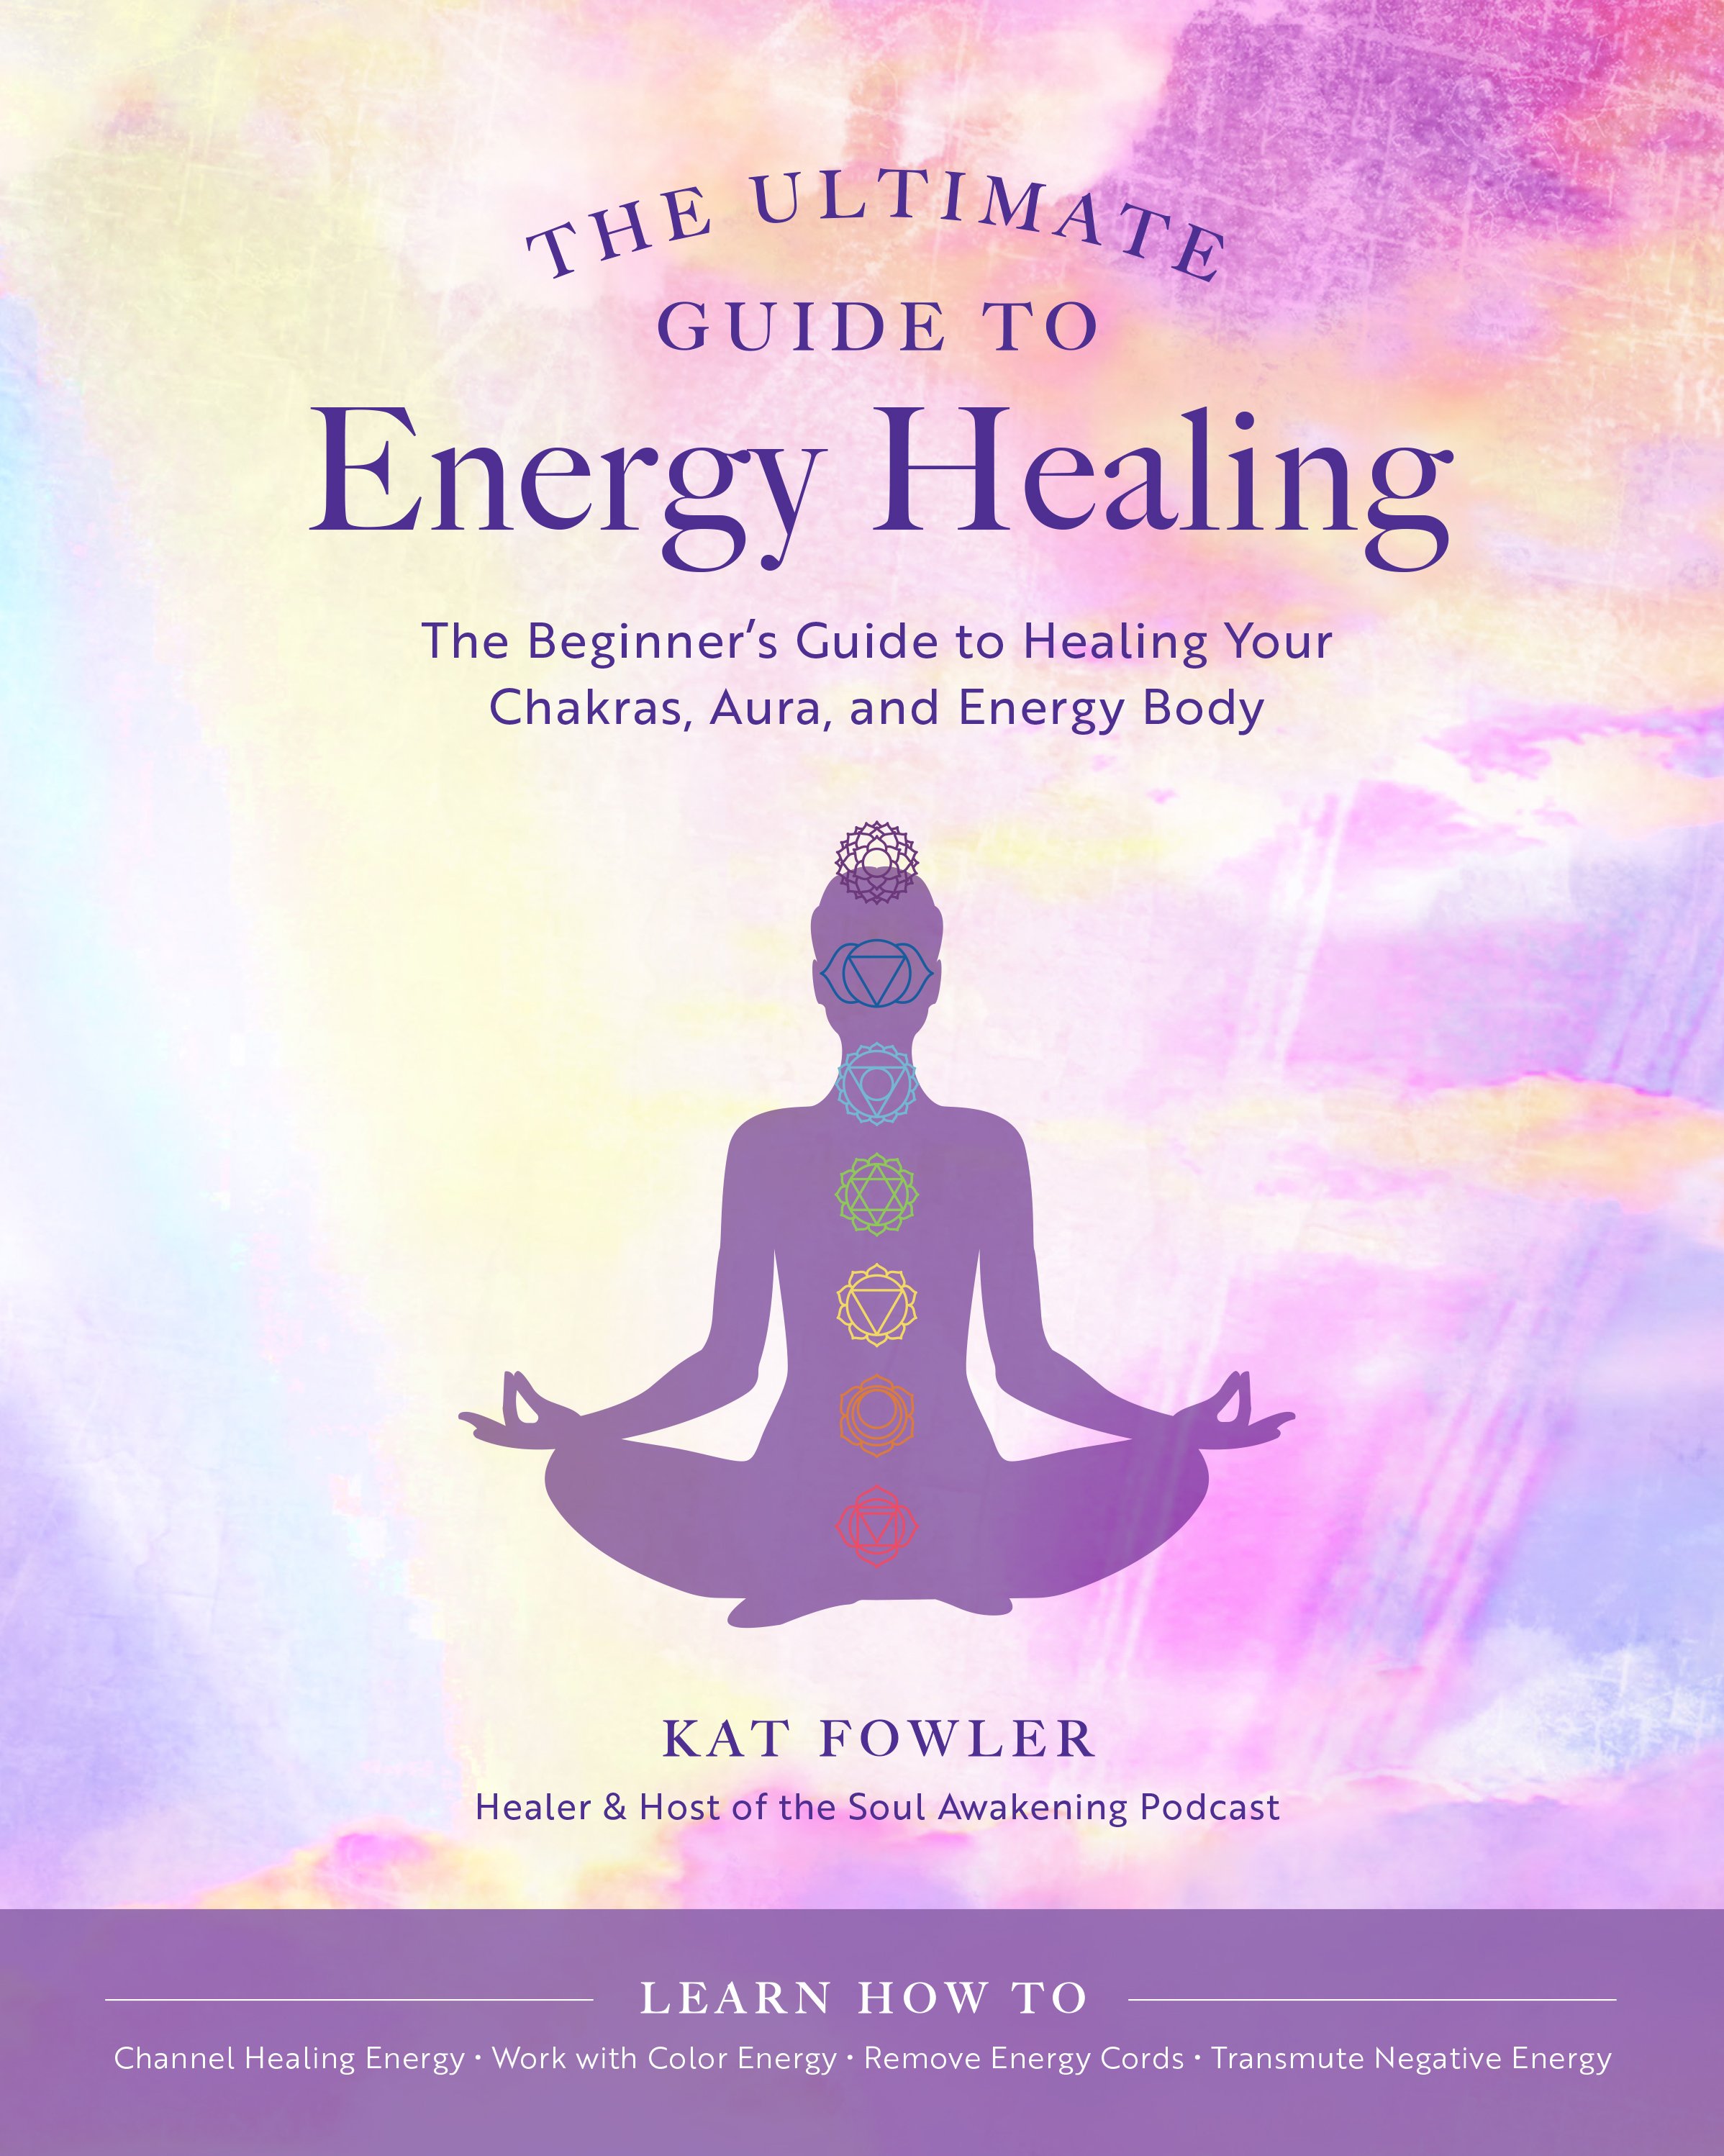 THE ULTIMATE
GUIDE TO
Energy Healing
The Beginner’s Guide to Healing Your
Chakras, Aura, and Energy Body
KAT FOWLER
Healer & Host of the Soul Awakening Podcast
LEARN HOW TO
Channel Healing Energy • Work with Color Energy • Remove Energy Cords • Transmute Negative Energy